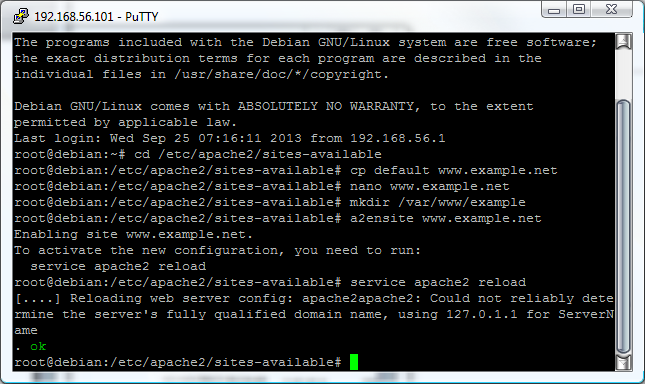 192.168.56.101 - PuTTY
The programs included with the Debian GNU/Linux system are free software;
the exact distribution terms for each program are described in the
individual files in /usr/share/doc/*/copyright.
Debian GNU/Linux comes with ABSOLUTELY NO WARRANTY, to the extent
permitted by applicable law.
Last login: Wed Sep 25 07:16:11 2013 from 192.168.56.1
root@debian:~# cd /etc/apache2/sites-available
root@debian:/etc/apache2/sites-available# cp default www.example.net
root@debian:/etc/apache2/sites-available# nano www.example.net
root@debian:/etc/apache2/sites-available# mkdir /var/www/example
root@debian:/etc/apache2/sites-available# a2ensite www.example.net
Enabling site www.example.net.
To activate the new configuration, you need to run:
  service apache2 reload
root@debian:/etc/apache2/sites-available# service apache2 reload
[....] Reloading web server config: apache2apache2: Could not reliably dete
rmine the server's fully qualified domain name, using 127.0.1.1 for ServerN
ame
. ok
root@debian:/etc/apache2/sites-available#